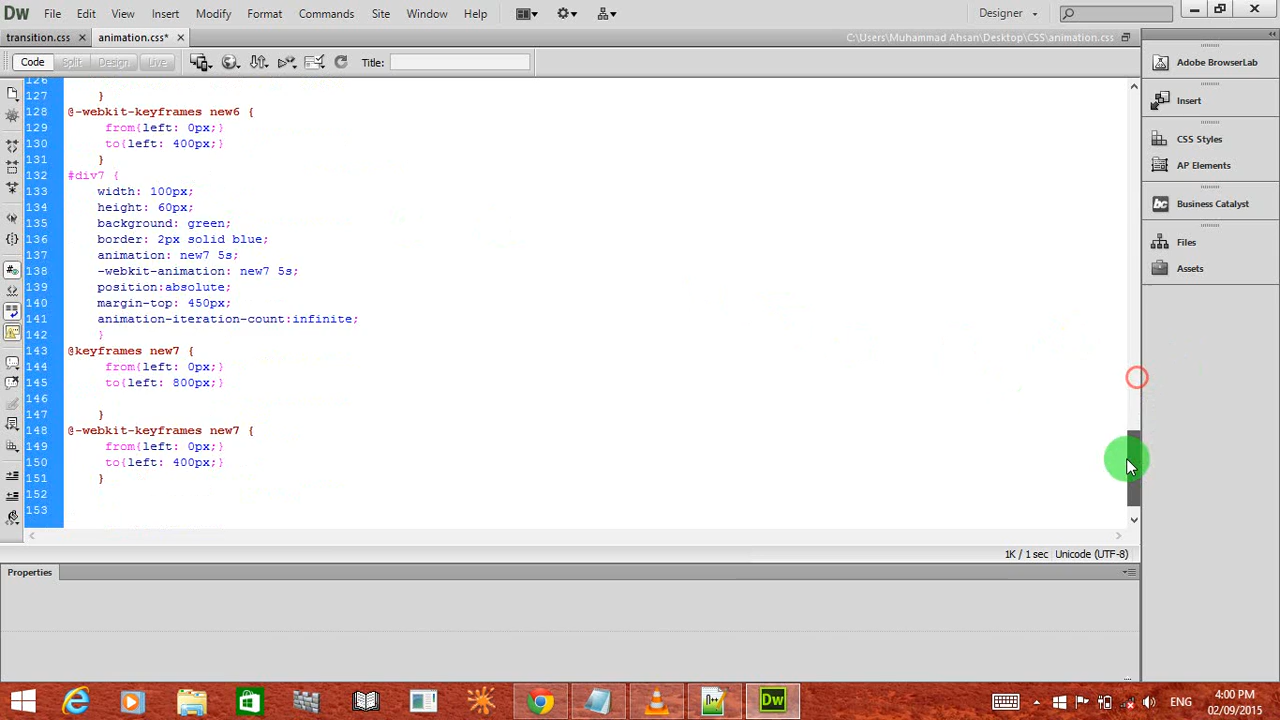 Dw File Edit View Insert Modify Format Commands Site Window Help Designer
transition.css animation.css* C:\Users\Muhammad Ahsan\Desktop\CSS\animation.css
Code Split Design Live Title:
Adobe BrowserLab
Insert
CSS Styles
AP Elements
Business Catalyst
Files
Assets
126
127 }
128 @-webkit-keyframes new6 {
129 from{left: 0px;}
130 to{left: 400px;}
131 }
132 #div7 {
133 width: 100px;
134 height: 60px;
135 background: green;
136 border: 2px solid blue;
137 animation: new7 5s;
138 -webkit-animation: new7 5s;
139 position:absolute;
140 margin-top: 450px;
141 animation-iteration-count:infinite;
142 }
143 @keyframes new7 {
144 from{left: 0px;}
145 to{left: 800px;}
146
147 }
148 @-webkit-keyframes new7 {
149 from{left: 0px;}
150 to{left: 400px;}
151 }
152
153
1K / 1 sec Unicode (UTF-8)
Properties
Dw ENG 4:00 PM
02/09/2015